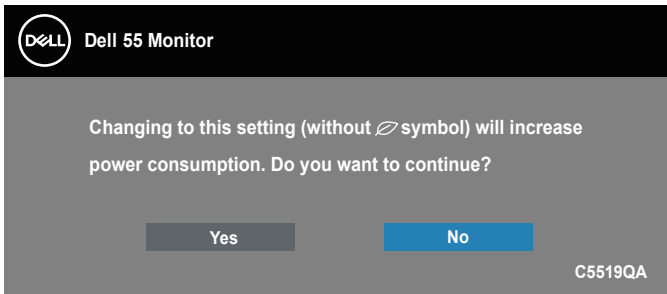 DELL Dell 55 Monitor
Changing to this setting (without symbol) will increase
power consumption. Do you want to continue?
Yes No
C5519QA